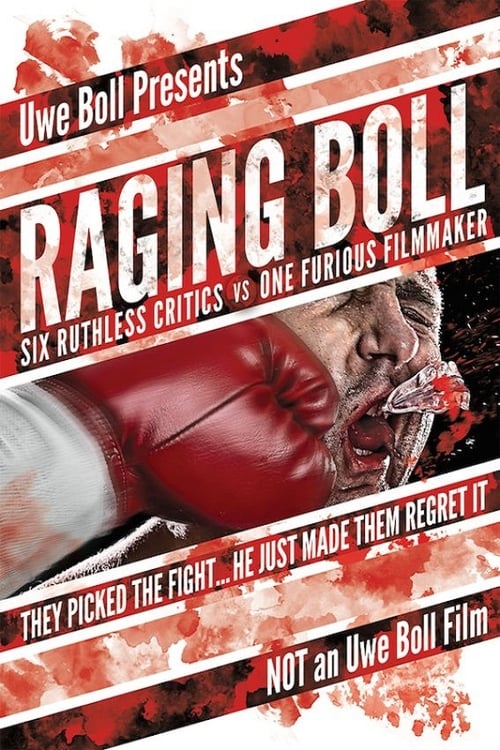 Uwe Boll Presents
RAGING BOLL
SIX RUTHLESS CRITICS VS ONE FURIOUS FILMMAKER
THEY PICKED THE FIGHT...HE JUST MADE THEM REGRET IT
NOT an Uwe Boll Film